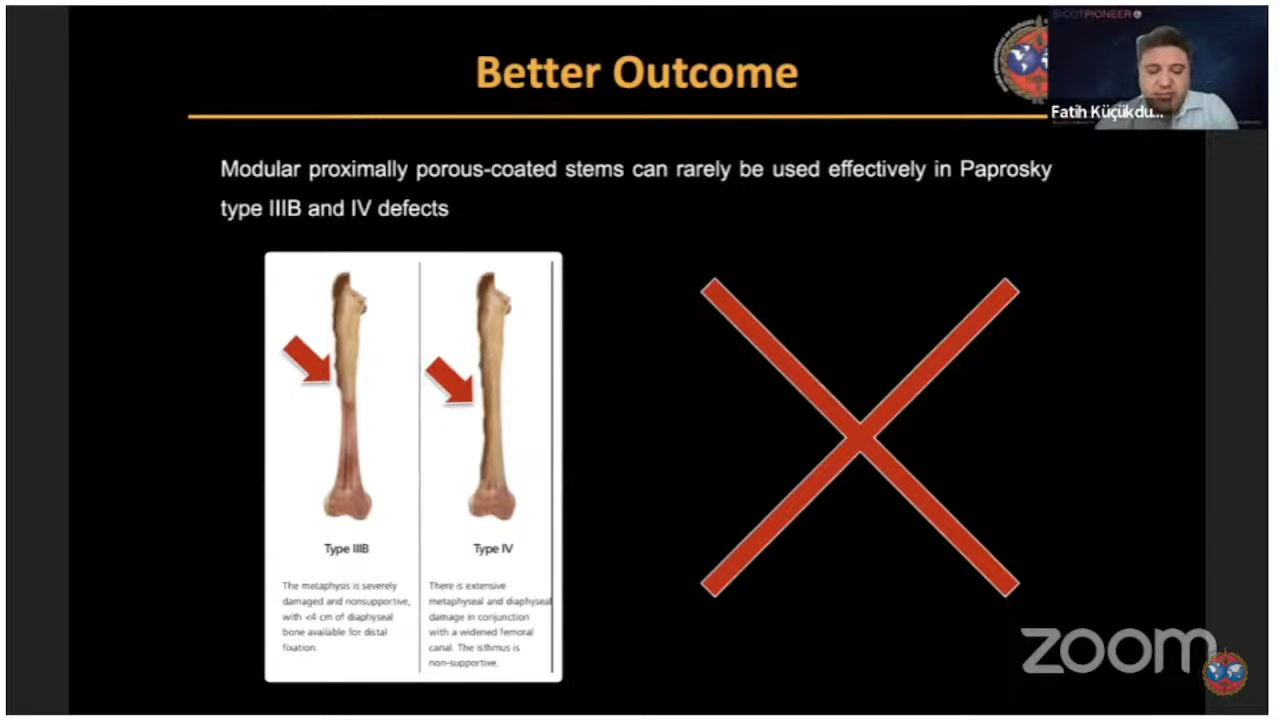 Better Outcome
SICOTPIONEER
Fatih Küçükdu...
Modular proximally porous-coated stems can rarely be used effectively in Paprosky
type IIIB and IV defects
Type IIIB
The metaphysis is severely
damaged and nonsupportive,
with <4 cm of diaphyseal
bone available for distal
fixation.
Type IV
There is extensive
metaphyseal and diaphyseal
damage in conjunction
with a widened femoral
canal. The isthmus is
non-supportive.
zoom